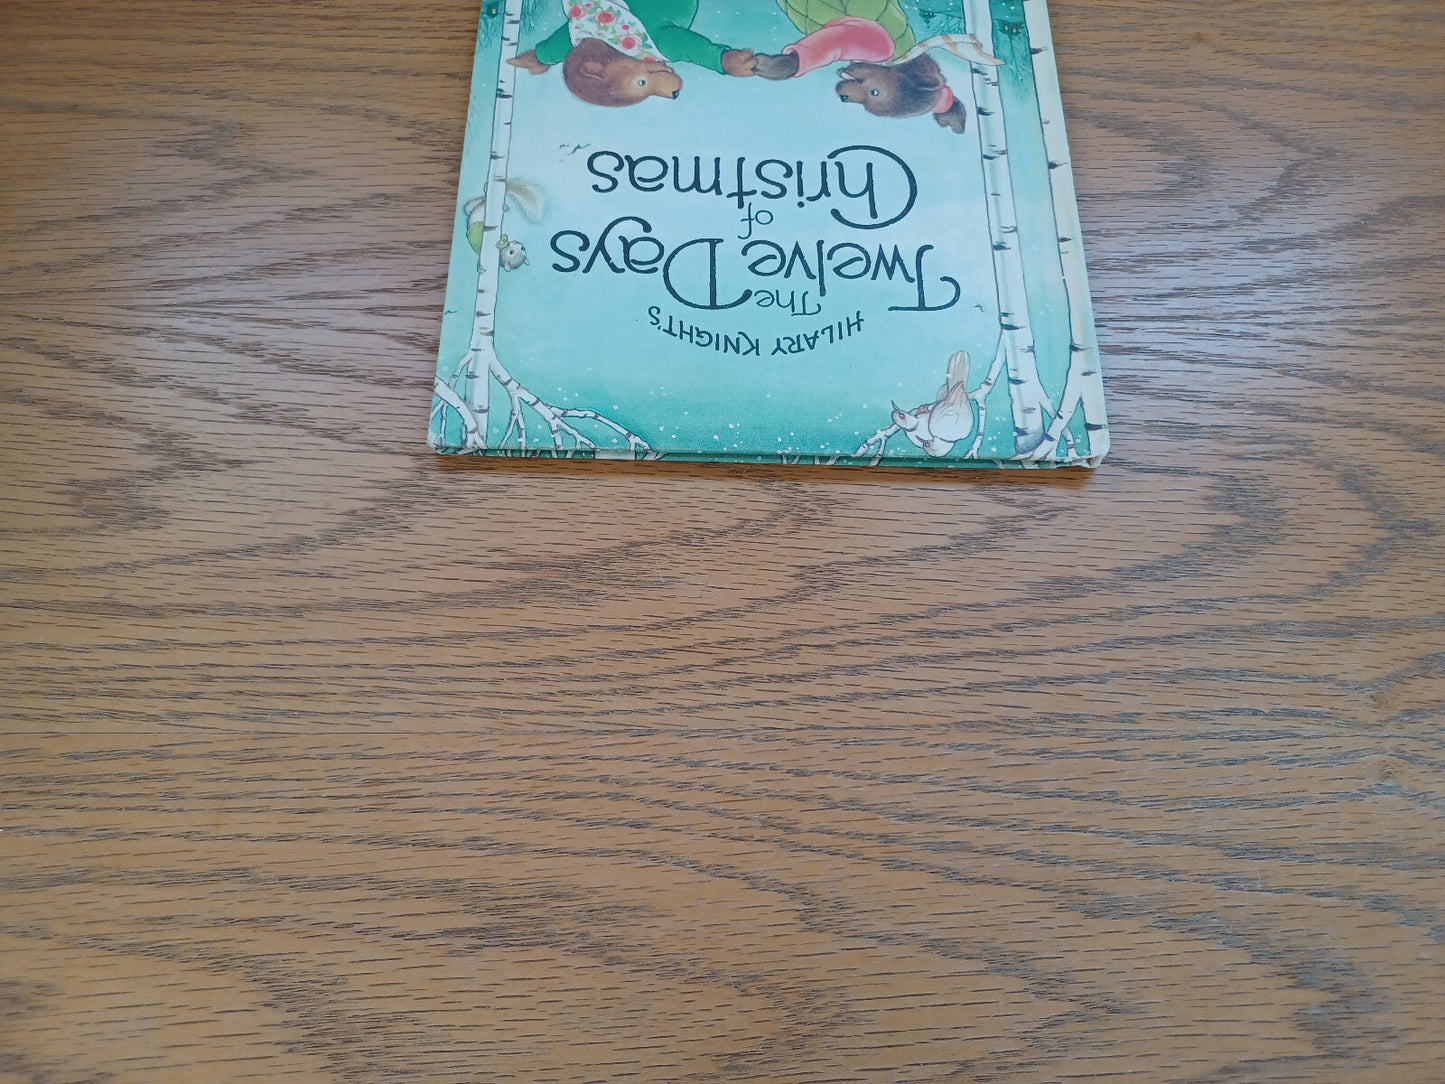 HILARY KNIGHT'S
The
Twelve Days
of
Christmas